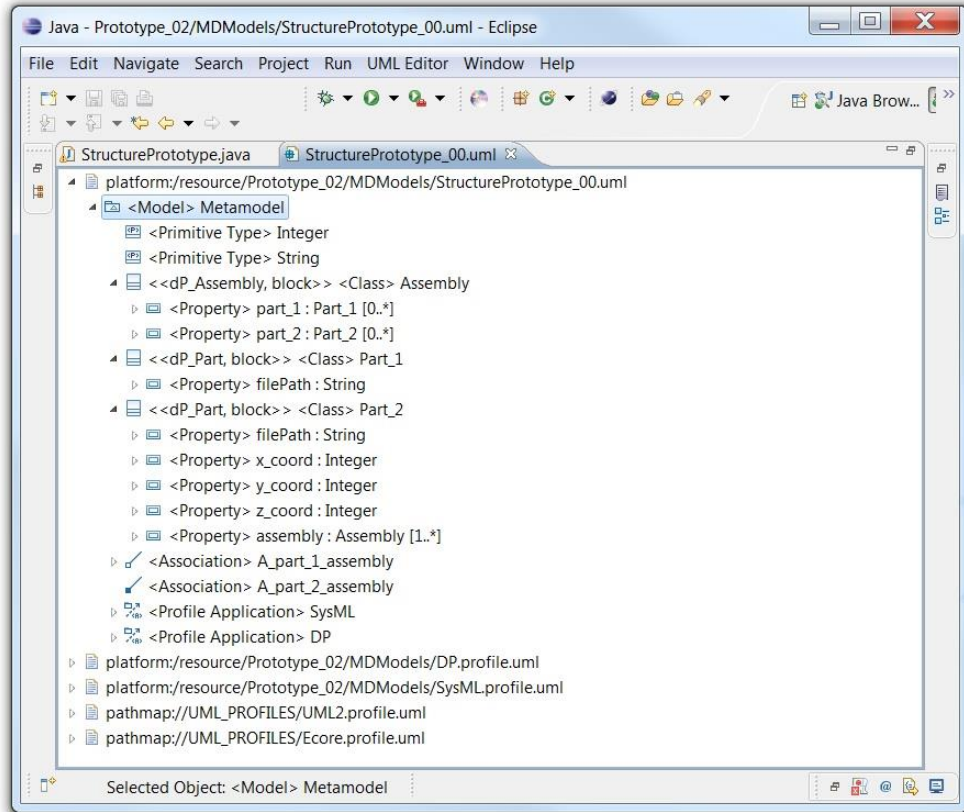 Java - Prototype_02/MDModels/StructurePrototype_00.uml - Eclipse
File Edit Navigate Search Project Run UML Editor Window Help
Java Brow...
StructurePrototype.java StructurePrototype_00.uml
platform:/resource/Prototype_02/MDModels/StructurePrototype_00.uml
<Model> Metamodel
<Primitive Type> Integer
<Primitive Type> String
<<dP_Assembly, block>> <Class> Assembly
<Property> part_1 : Part_1 [0..*]
<Property> part_2 : Part_2 [0..*]
<<dP_Part, block>> <Class> Part_1
<Property> filePath : String
<<dP_Part, block>> <Class> Part_2
<Property> filePath : String
<Property> x_coord : Integer
<Property> y_coord : Integer
<Property> z_coord : Integer
<Property> assembly : Assembly [1..*]
<Association> A_part_1_assembly
<Association> A_part_2_assembly
<Profile Application> SysML
<Profile Application> DP
platform:/resource/Prototype_02/MDModels/DP.profile.uml
platform:/resource/Prototype_02/MDModels/SysML.profile.uml
pathmap://UML_PROFILES/UML2.profile.uml
pathmap://UML_PROFILES/Ecore.profile.uml
Selected Object: <Model> Metamodel